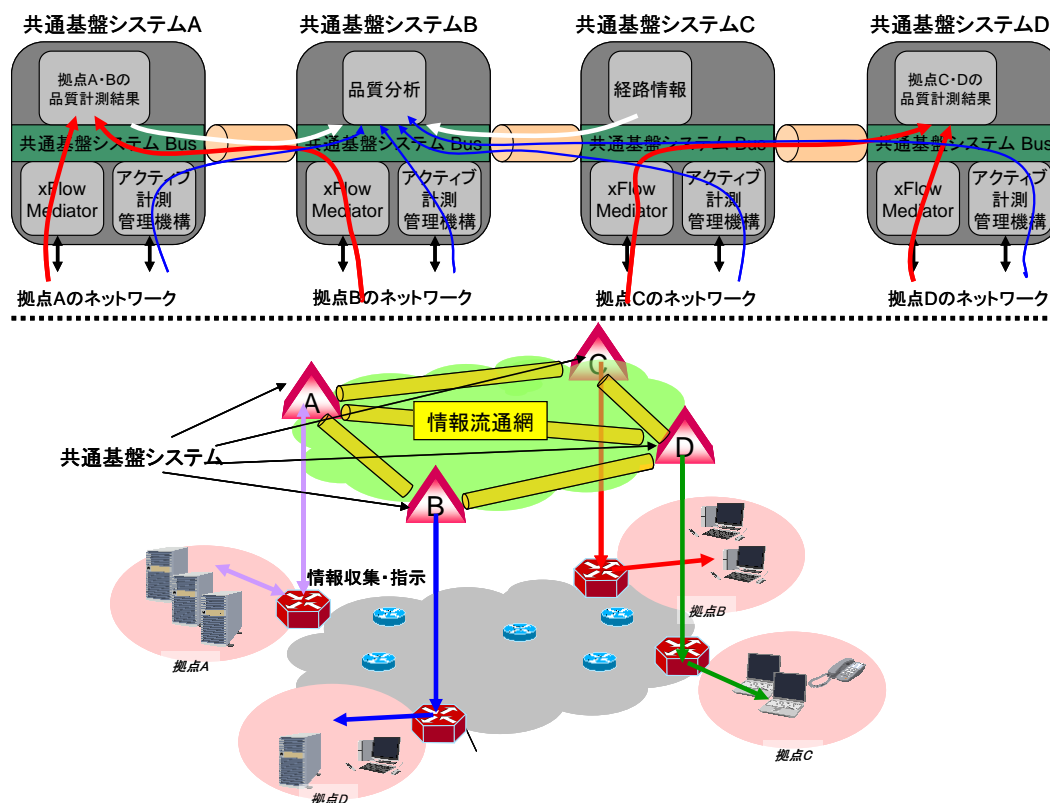 共通基盤システムA
共通基盤システムB
共通基盤システムC
共通基盤システムD
拠点A・Bの
品質計測結果
品質分析
経路情報
拠点C・Dの
品質計測結果
共通基盤システム Bus
共通基盤システム Bus
共通基盤システム Bus
共通基盤システム Bus
xFlow
Mediator
アクティブ
計測
管理機構
xFlow
Mediator
アクティブ
計測
管理機構
xFlow
Mediator
アクティブ
計測
管理機構
xFlow
Mediator
アクティブ
計測
管理機構
拠点Aのネットワーク
拠点Bのネットワーク
拠点Cのネットワーク
拠点Dのネットワーク
C
A
情報流通網
D
共通基盤システム
B
情報収集・指示
拠点B
拠点A
拠点C
拠点D